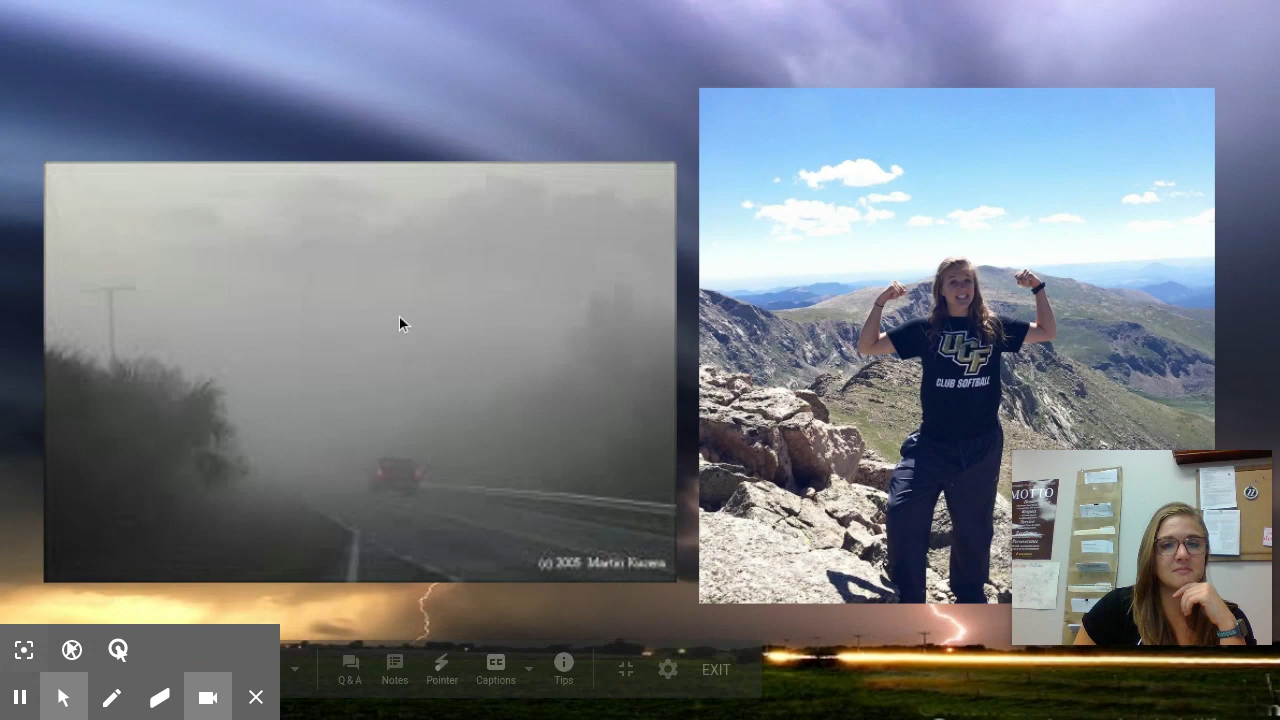 UCF
CLUB SOFTBALL
MOTTO
(c) 2005 Martin Kucera
Q & A
Notes
Pointer
Captions
Tips
EXIT